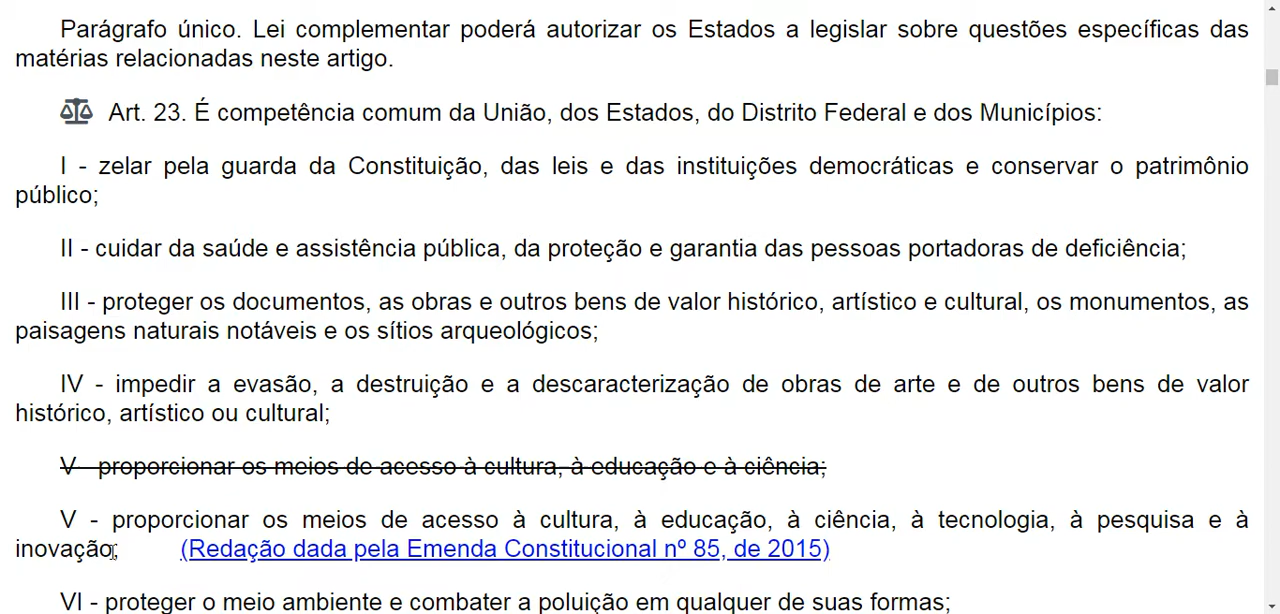 Parágrafo único. Lei complementar poderá autorizar os Estados a legislar sobre questões específicas das
matérias relacionadas neste artigo.
Art. 23. É competência comum da União, dos Estados, do Distrito Federal e dos Municípios:
I - zelar pela guarda da Constituição, das leis e das instituições democráticas e conservar o patrimônio
público;
II - cuidar da saúde e assistência pública, da proteção e garantia das pessoas portadoras de deficiência;
III - proteger os documentos, as obras e outros bens de valor histórico, artístico e cultural, os monumentos, as
paisagens naturais notáveis e os sítios arqueológicos;
IV - impedir a evasão, a destruição e a descaracterização de obras de arte e de outros bens de valor
histórico, artístico ou cultural;
V - proporcionar os meios de acesso à cultura, à educação e à ciência;
V - proporcionar os meios de acesso à cultura, à educação, à ciência, à tecnologia, à pesquisa e à
inovação; (Redação dada pela Emenda Constitucional nº 85, de 2015)
VI - proteger o meio ambiente e combater a poluição em qualquer de suas formas;